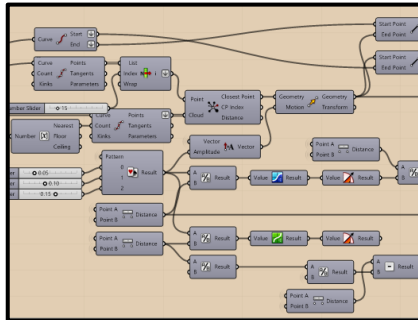 Start Point
End Point
Curve
Start
End
Start Point
End Point
Curve
Count
Kinks
Points
Tangents
Parameters
List
Index
Wrap
i
Number Slider
15
Point
Cloud
Closest Point
CP Index
Distance
Geometry
Motion
Geometry
Transform
Number
Nearest
Floor
Ceiling
Curve
Count
Kinks
Points
Tangents
Parameters
Vector
Amplitude
Vector
Point A
Point B
Distance
Pattern
0
1
2
Result
0.05
0.10
0.15
A
B
Result
Value
Result
Value
Result
A
B
Point A
Point B
Distance
Point A
Point B
Distance
A
B
Result
Value
Result
Value
Result
A
B
Result
A
B
Result
A
B
Result
Point A
Point B
Distance